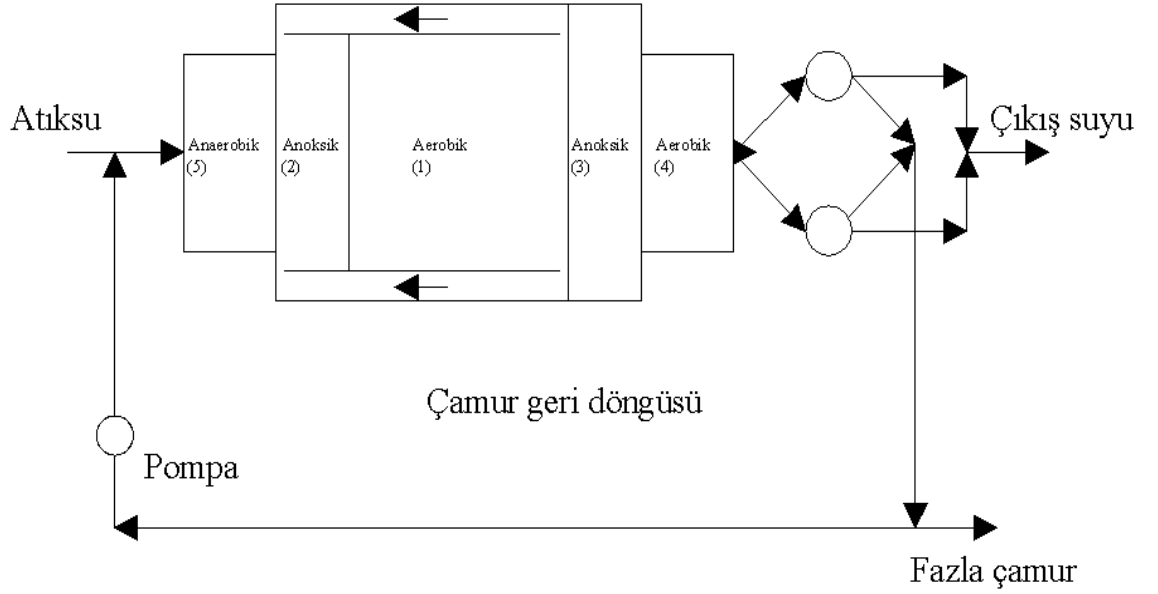 Atıksu
Çıkış suyu
Anaerobik
(5)
Anoksik
(2)
Aerobik
(1)
Anoksik
(3)
Aerobik
(4)
Çamur geri döngüsü
Pompa
Fazla çamur